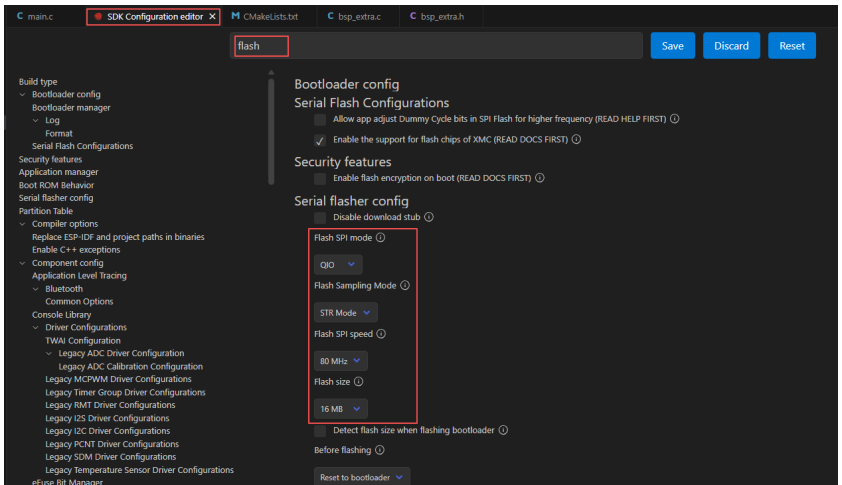 C main.c SDK Configuration editor × M CMakeLists.txt C bsp_extra.c C bsp_extra.h
flash
Save Discard Reset
Build type
Bootloader config
Bootloader manager
Log
Format
Serial Flash Configurations
Security features
Application manager
Boot ROM Behavior
Serial flasher config
Partition Table
Compiler options
Replace ESP-IDF and project paths in binaries
Enable C++ exceptions
Component config
Application Level Tracing
Bluetooth
Common Options
Console Library
Driver Configurations
TWAI Configuration
Legacy ADC Driver Configuration
Legacy ADC Calibration Configuration
Legacy MCPWM Driver Configurations
Legacy Timer Group Driver Configurations
Legacy RMT Driver Configurations
Legacy I2S Driver Configurations
Legacy I2C Driver Configurations
Legacy PCNT Driver Configurations
Legacy SDM Driver Configurations
Legacy Temperature Sensor Driver Configurations
eFuse Bit Manager
Bootloader config
Serial Flash Configurations
Allow app adjust Dummy Cycle bits in SPI Flash for higher frequency (READ HELP FIRST)
Enable the support for flash chips of XMC (READ DOCS FIRST)
Security features
Enable flash encryption on boot (READ DOCS FIRST)
Serial flasher config
Disable download stub
Flash SPI mode
QIO
Flash Sampling Mode
STR Mode
Flash SPI speed
80 MHz
Flash size
16 MB
Detect flash size when flashing bootloader
Before flashing
Reset to bootloader